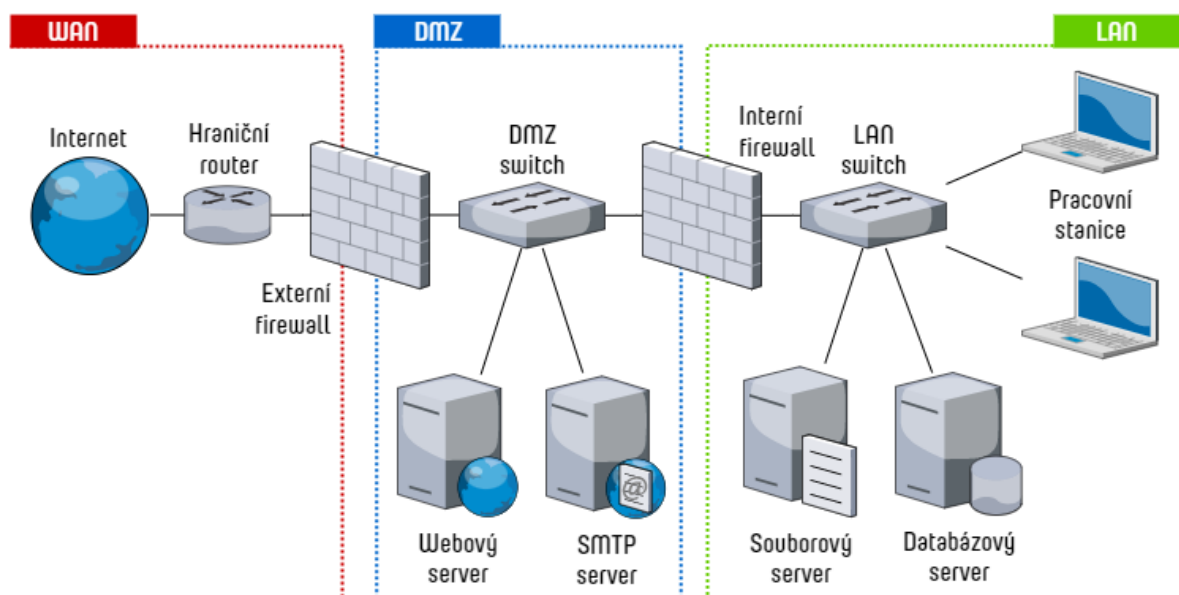 WAN
DMZ
LAN
Internet
Hraniční
router
Externí
firewall
DMZ
switch
Interní
firewall
LAN
switch
Pracovní
stanice
Webový
server
SMTP
server
Souborový
server
Databázový
server
@